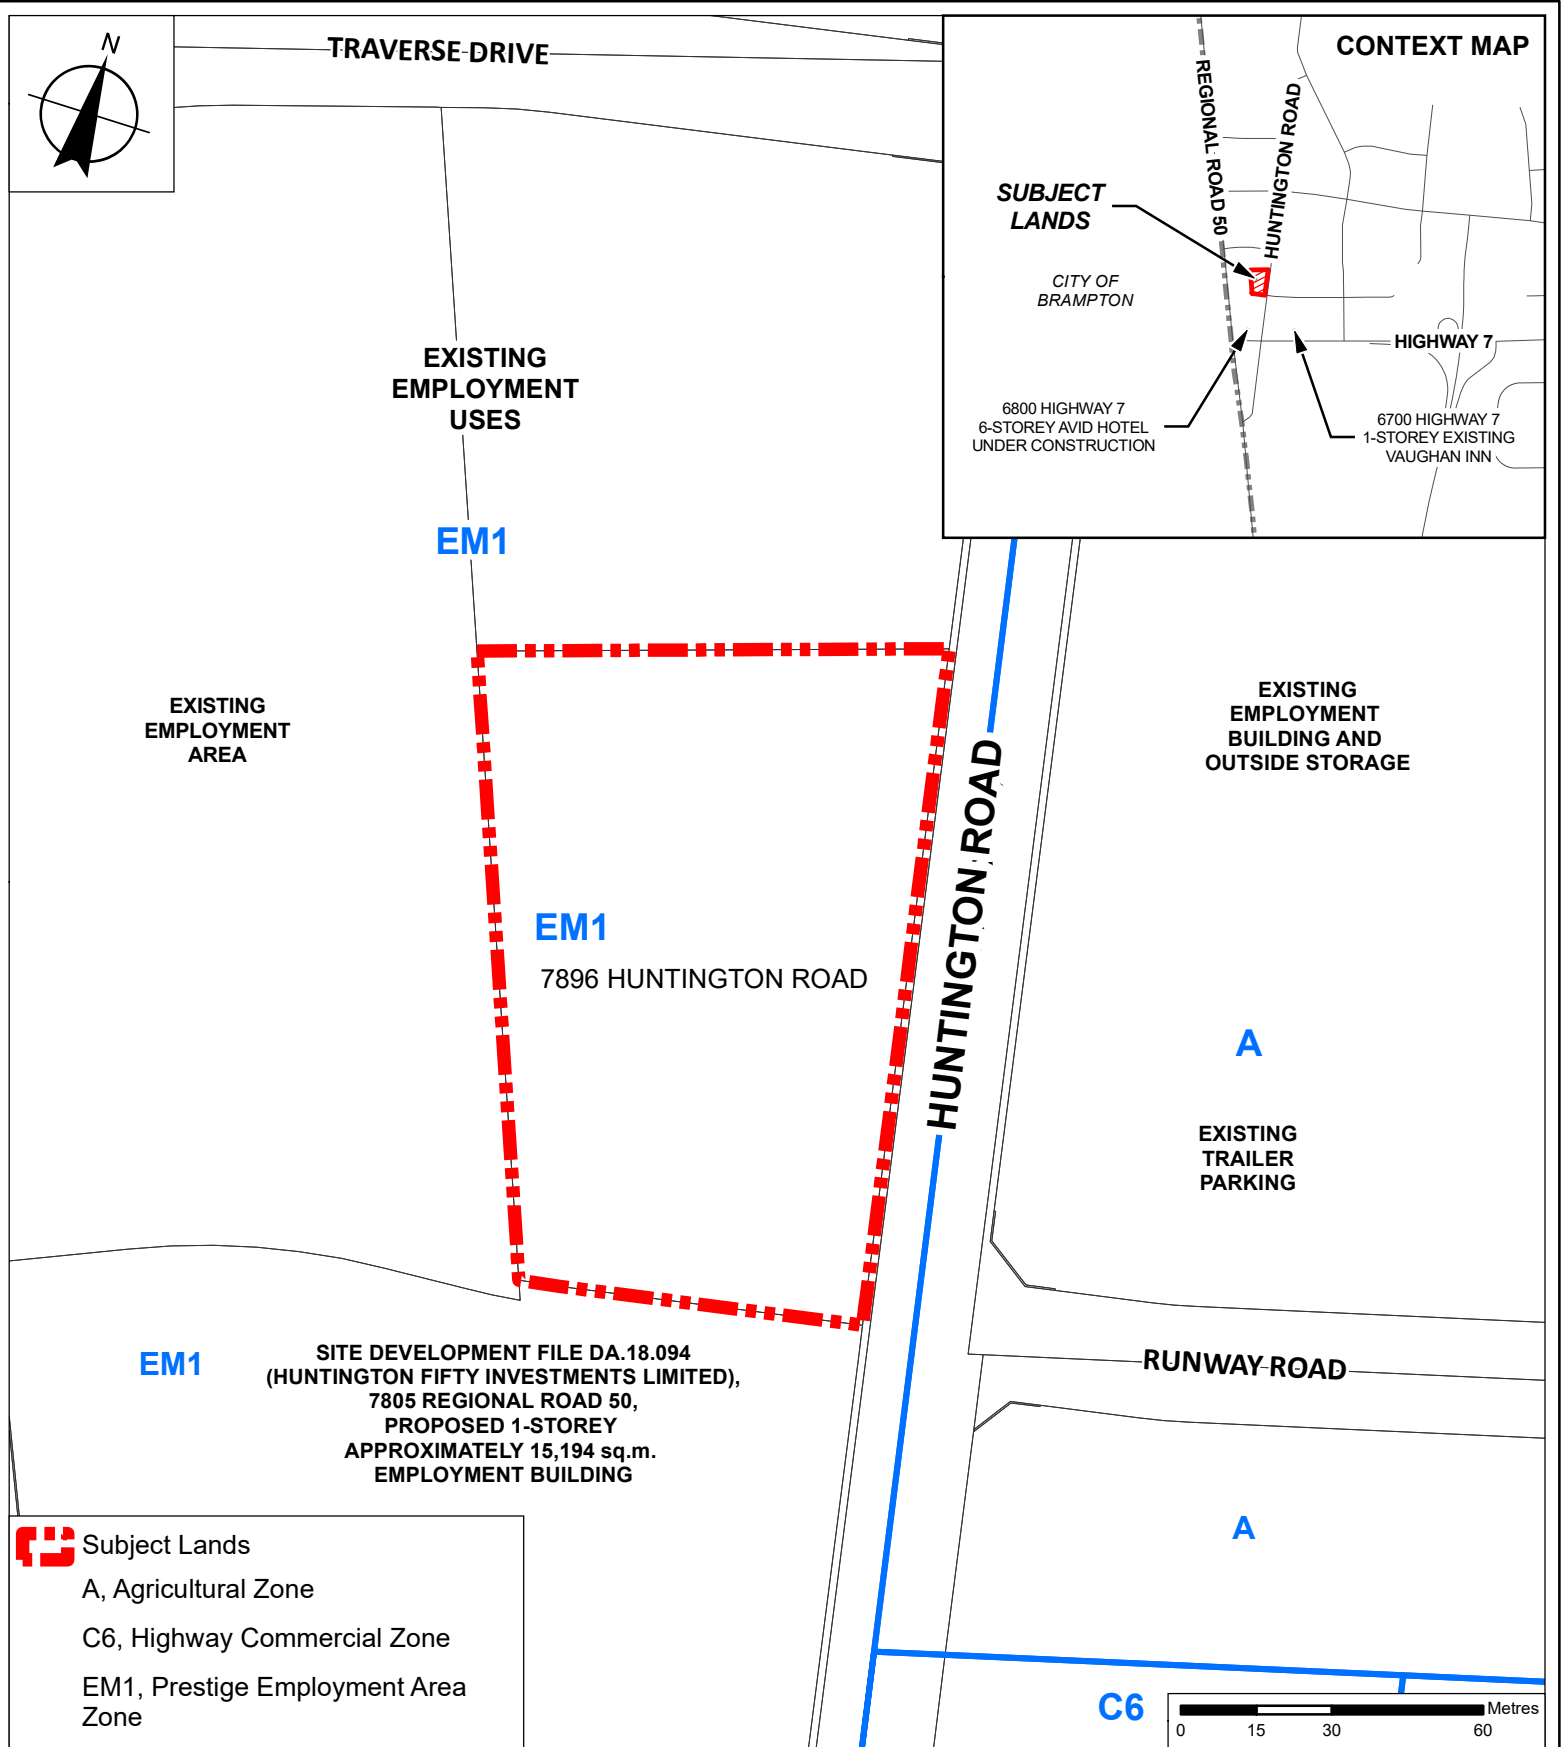 N
TRAVERSE DRIVE
CONTEXT MAP
REGIONAL ROAD 50
HUNTINGTON ROAD
SUBJECT
LANDS
CITY OF
BRAMPTON
HIGHWAY 7
6800 HIGHWAY 7
6-STOREY AVID HOTEL
UNDER CONSTRUCTION
6700 HIGHWAY 7
1-STOREY EXISTING
VAUGHAN INN
EXISTING
EMPLOYMENT
USES
EM1
EXISTING
EMPLOYMENT
AREA
EXISTING
EMPLOYMENT
BUILDING AND
OUTSIDE STORAGE
HUNTINGTON ROAD
EM1
7896 HUNTINGTON ROAD
A
EXISTING
TRAILER
PARKING
EM1
SITE DEVELOPMENT FILE DA.18.094
(HUNTINGTON FIFTY INVESTMENTS LIMITED),
7805 REGIONAL ROAD 50,
PROPOSED 1-STOREY
APPROXIMATELY 15,194 sq.m.
EMPLOYMENT BUILDING
RUNWAY ROAD
A
Subject Lands
A, Agricultural Zone
C6, Highway Commercial Zone
EM1, Prestige Employment Area
Zone
C6
Metres
0 15 30 60